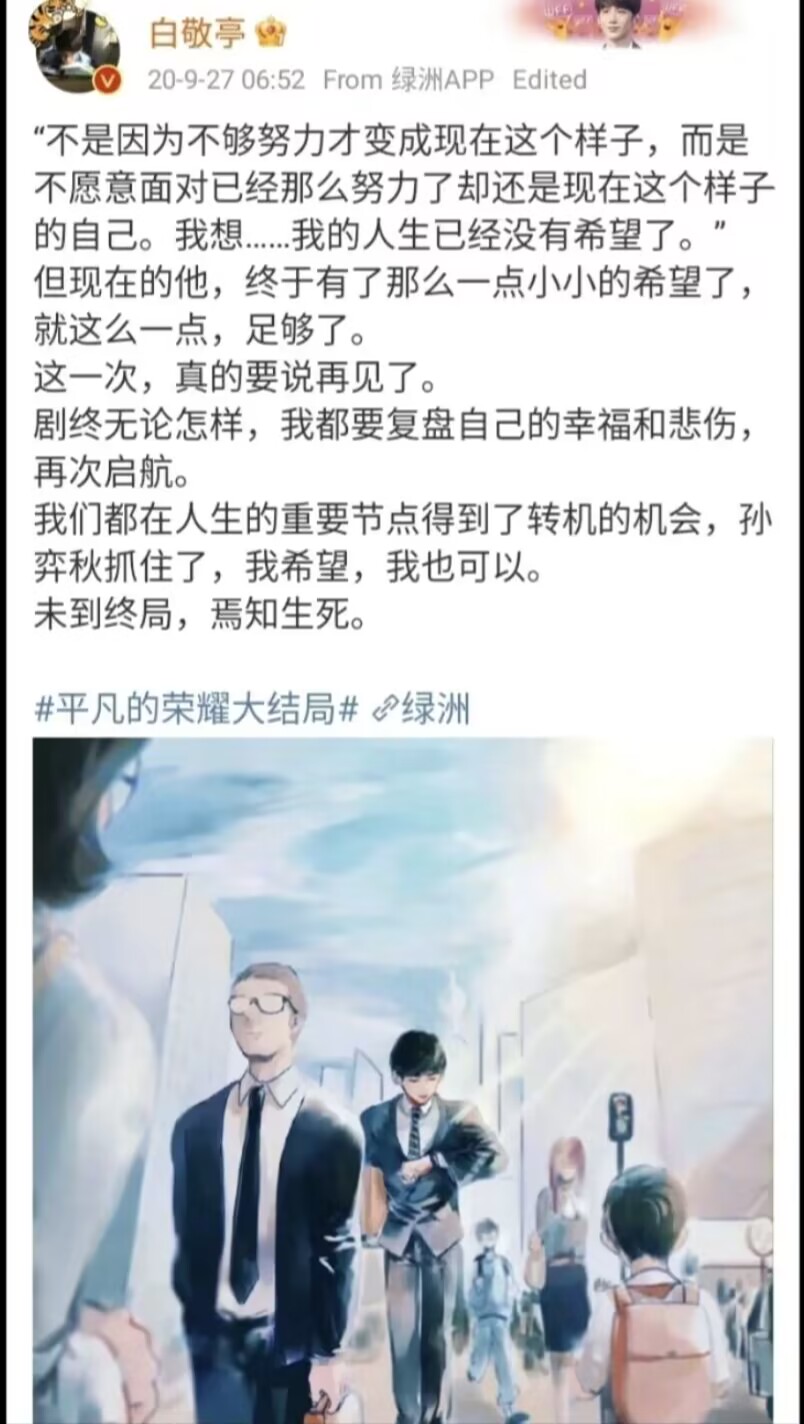 白敬亭
20-9-27 06:52 From 绿洲APP Edited
“不是因为不够努力才变成现在这个样子，而是
不愿意面对已经那么努力了却还是现在这个样子
的自己。我想……我的人生已经没有希望了。”
但现在的他，终于有了那么一点小小的希望了，
就这么一点，足够了。
这一次，真的要说再见了。
剧终无论怎样，我都要复盘自己的幸福和悲伤，
再次启航。
我们都在人生的重要节点得到了转机的机会，孙
弈秋抓住了，我希望，我也可以。
未到终局，焉知生死。
#平凡的荣耀大结局# 绿洲